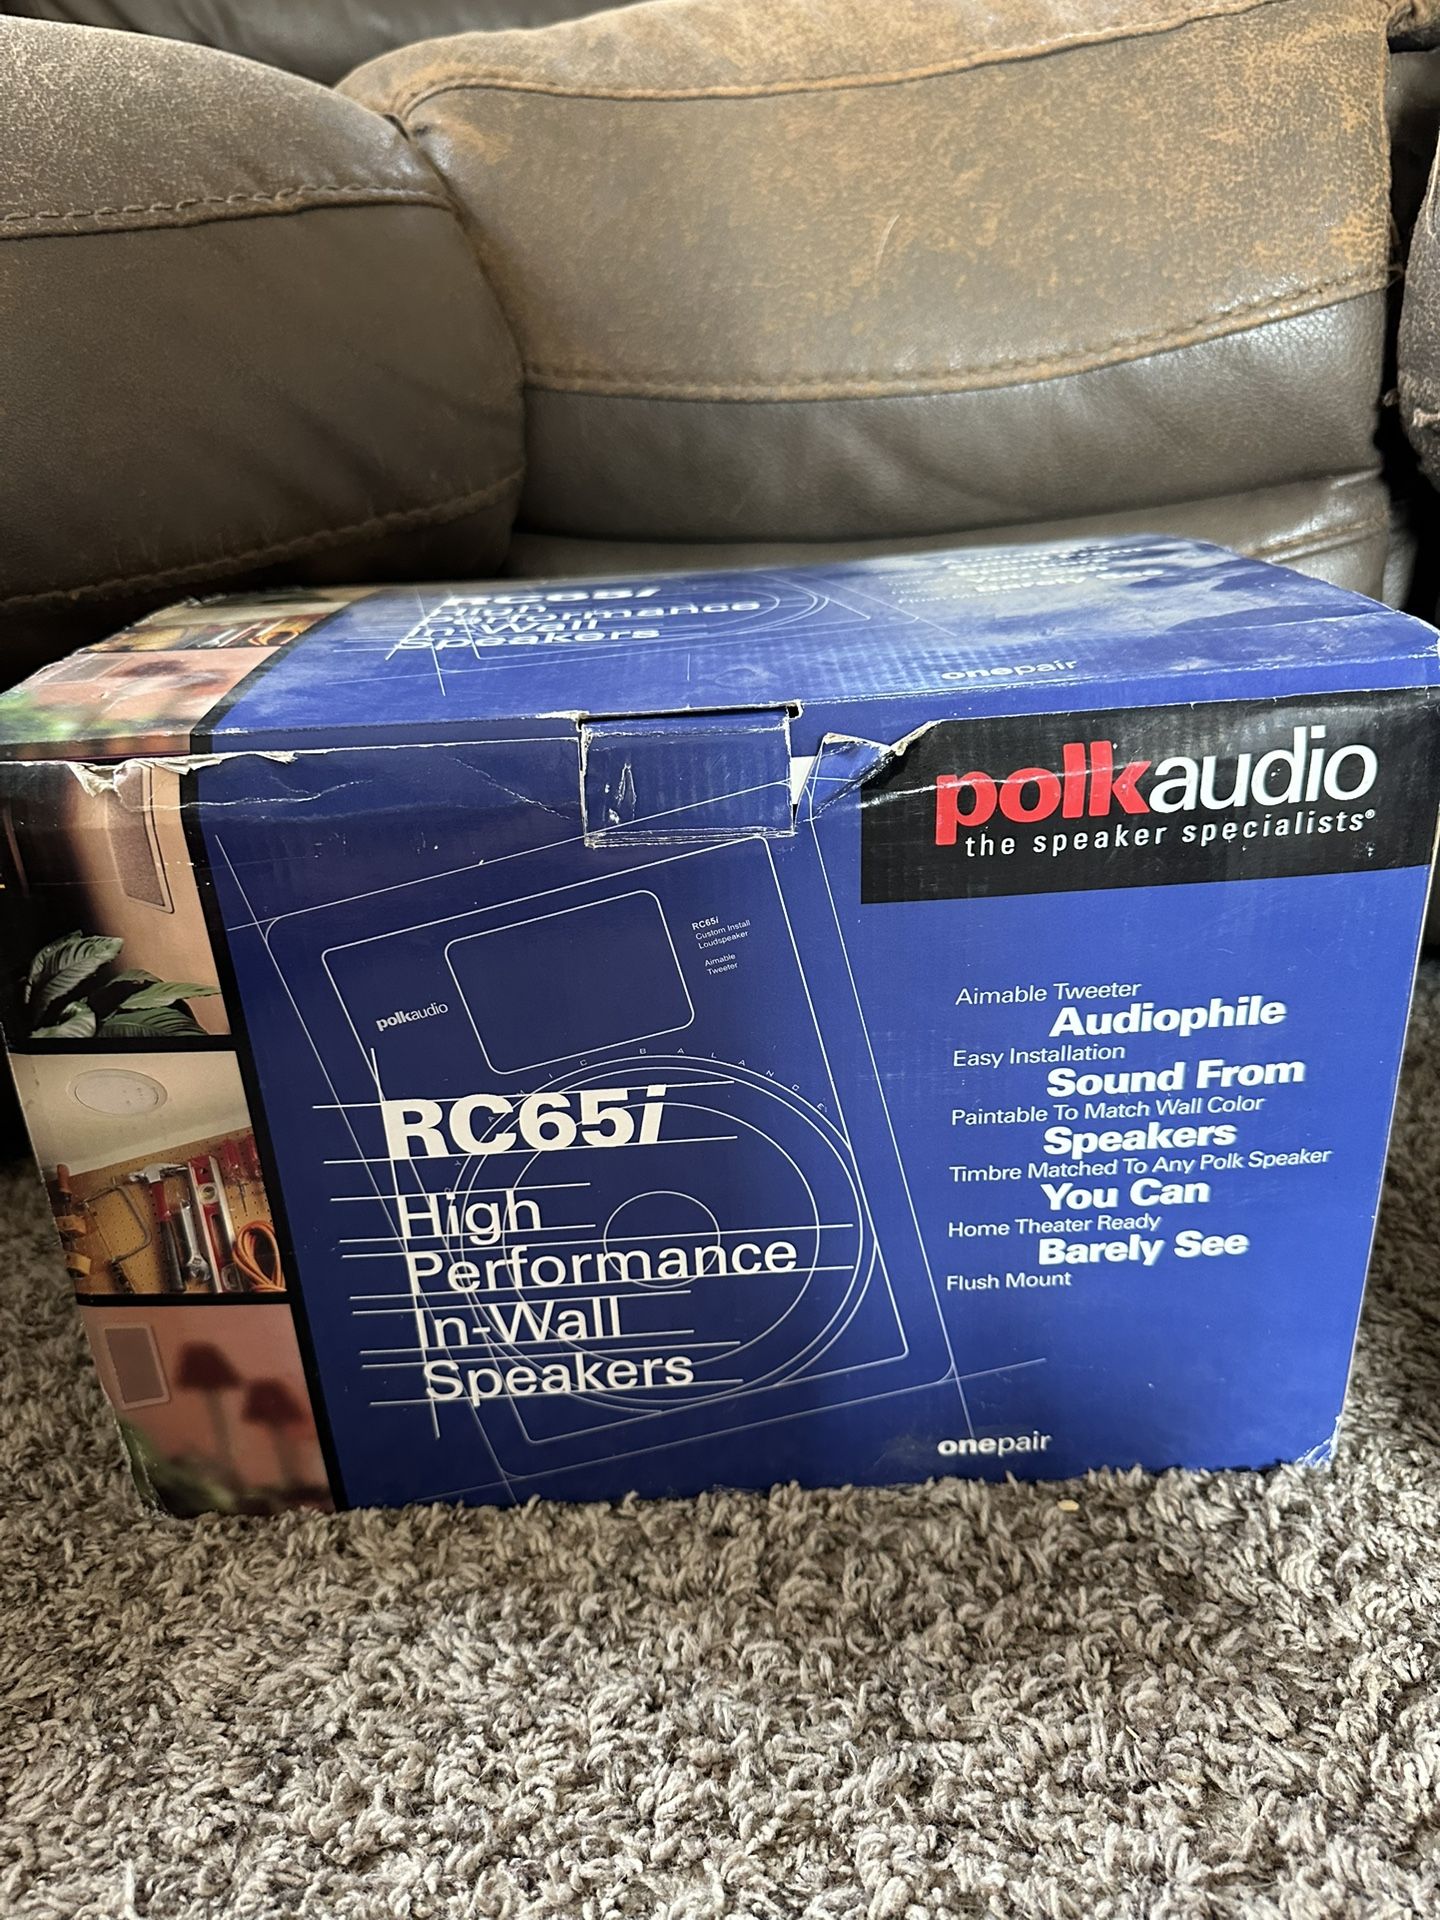 RC65i
High
Performance
In-Wall
Speakers
onepair
polkaudio
the speaker specialists®
RC65i
Custom Install
Loudspeaker
Aimable
Tweeter
polkaudio
RC65i
High
Performance
In-Wall
Speakers
Aimable Tweeter
Audiophile
Easy Installation
Sound From
Paintable To Match Wall Color
Speakers
Timbre Matched To Any Polk Speaker
You Can
Home Theater Ready
Barely See
Flush Mount
onepair